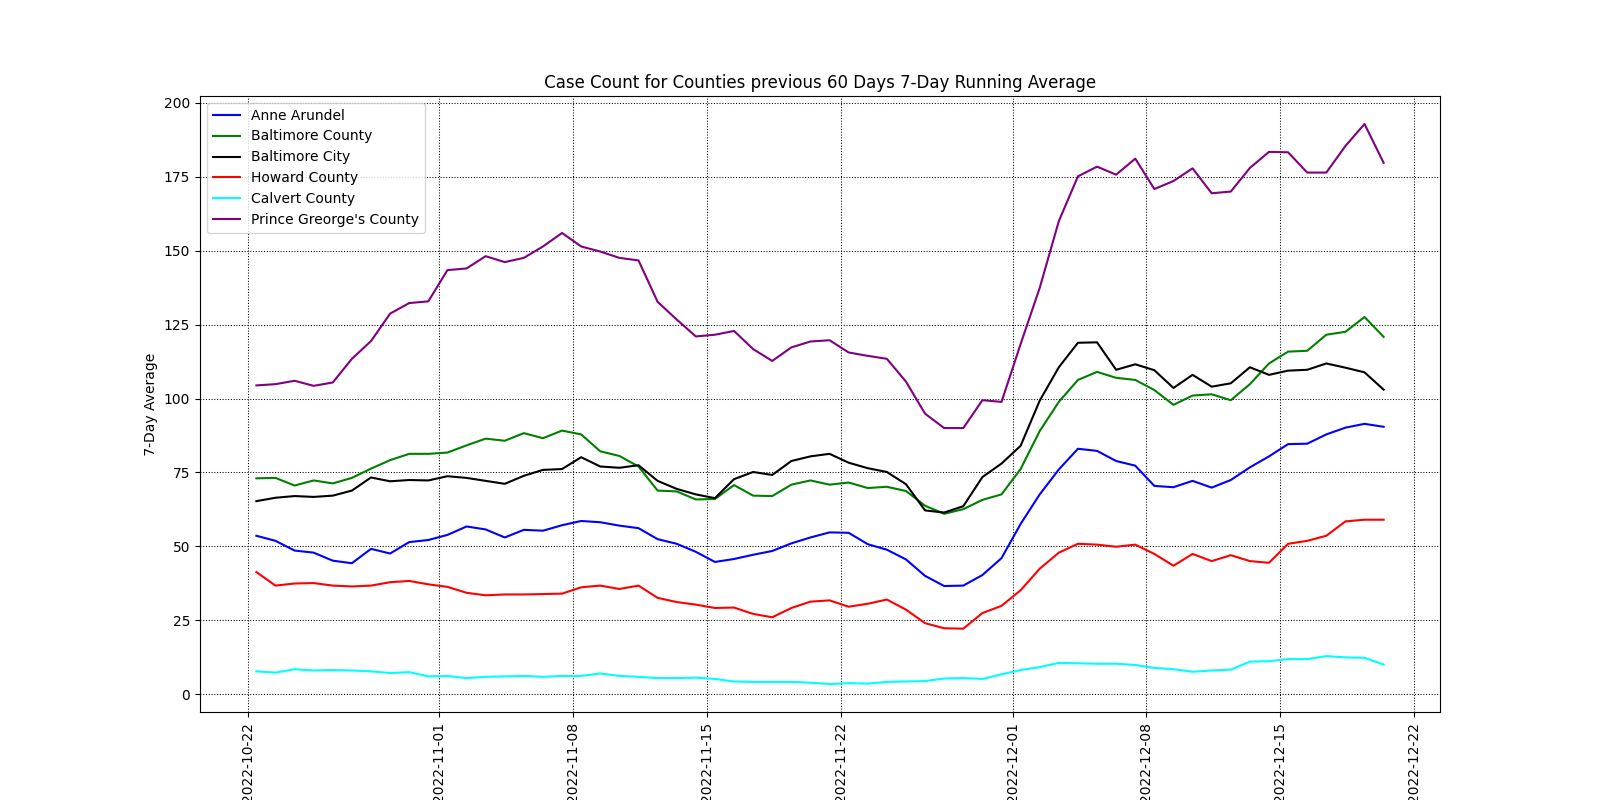 Case Count for Counties previous 60 Days 7-Day Running Average
200
175
150
125
100
75
50
25
0
7-Day Average
Anne Arundel
Baltimore County
Baltimore City
Howard County
Calvert County
Prince Greorge's County
2022-10-22
2022-11-01
2022-11-08
2022-11-15
2022-11-22
2022-12-01
2022-12-08
2022-12-15
2022-12-22